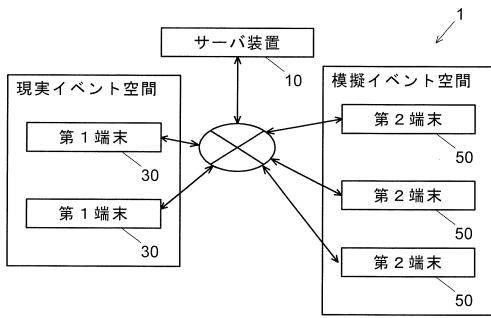 1
サーバ装置
10
現実イベント空間
第1端末
30
第1端末
30
模擬イベント空間
第2端末
50
第2端末
50
第2端末
50